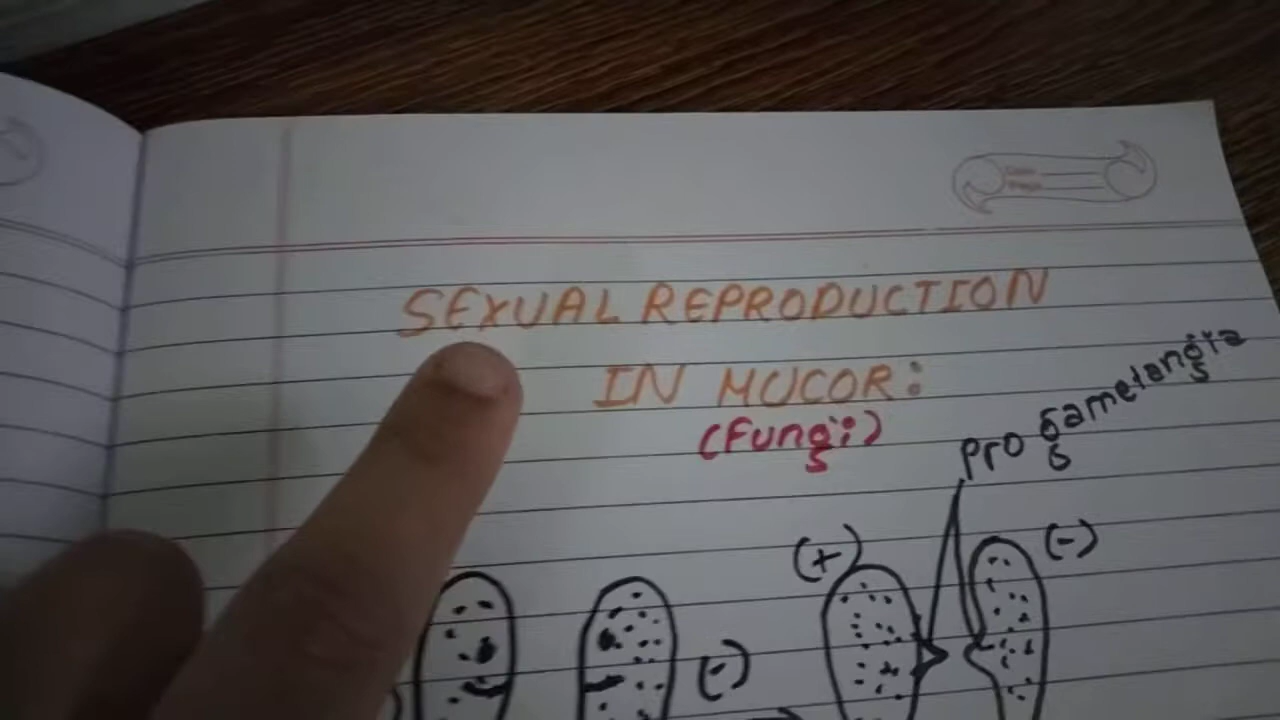 SEXUAL REPRODUCTION
IN MUCOR:
(Fungi)
Pro gametangia
(+)
(-)
(-)